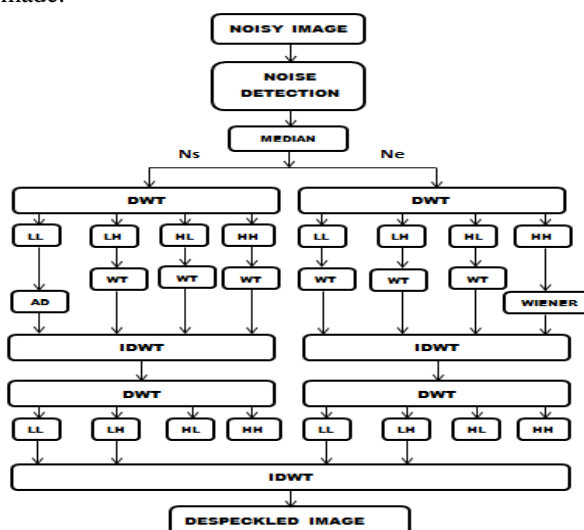 made.
NOISY IMAGE
NOISE
DETECTION
MEDIAN
Ns Ne
DWT DWT
LL LH HL HH LL LH HL HH
WT WT WT WT WT WT
AD WIENER
IDWT IDWT
DWT DWT
LL LH HL HH LL LH HL HH
IDWT
DESPECKLED IMAGE